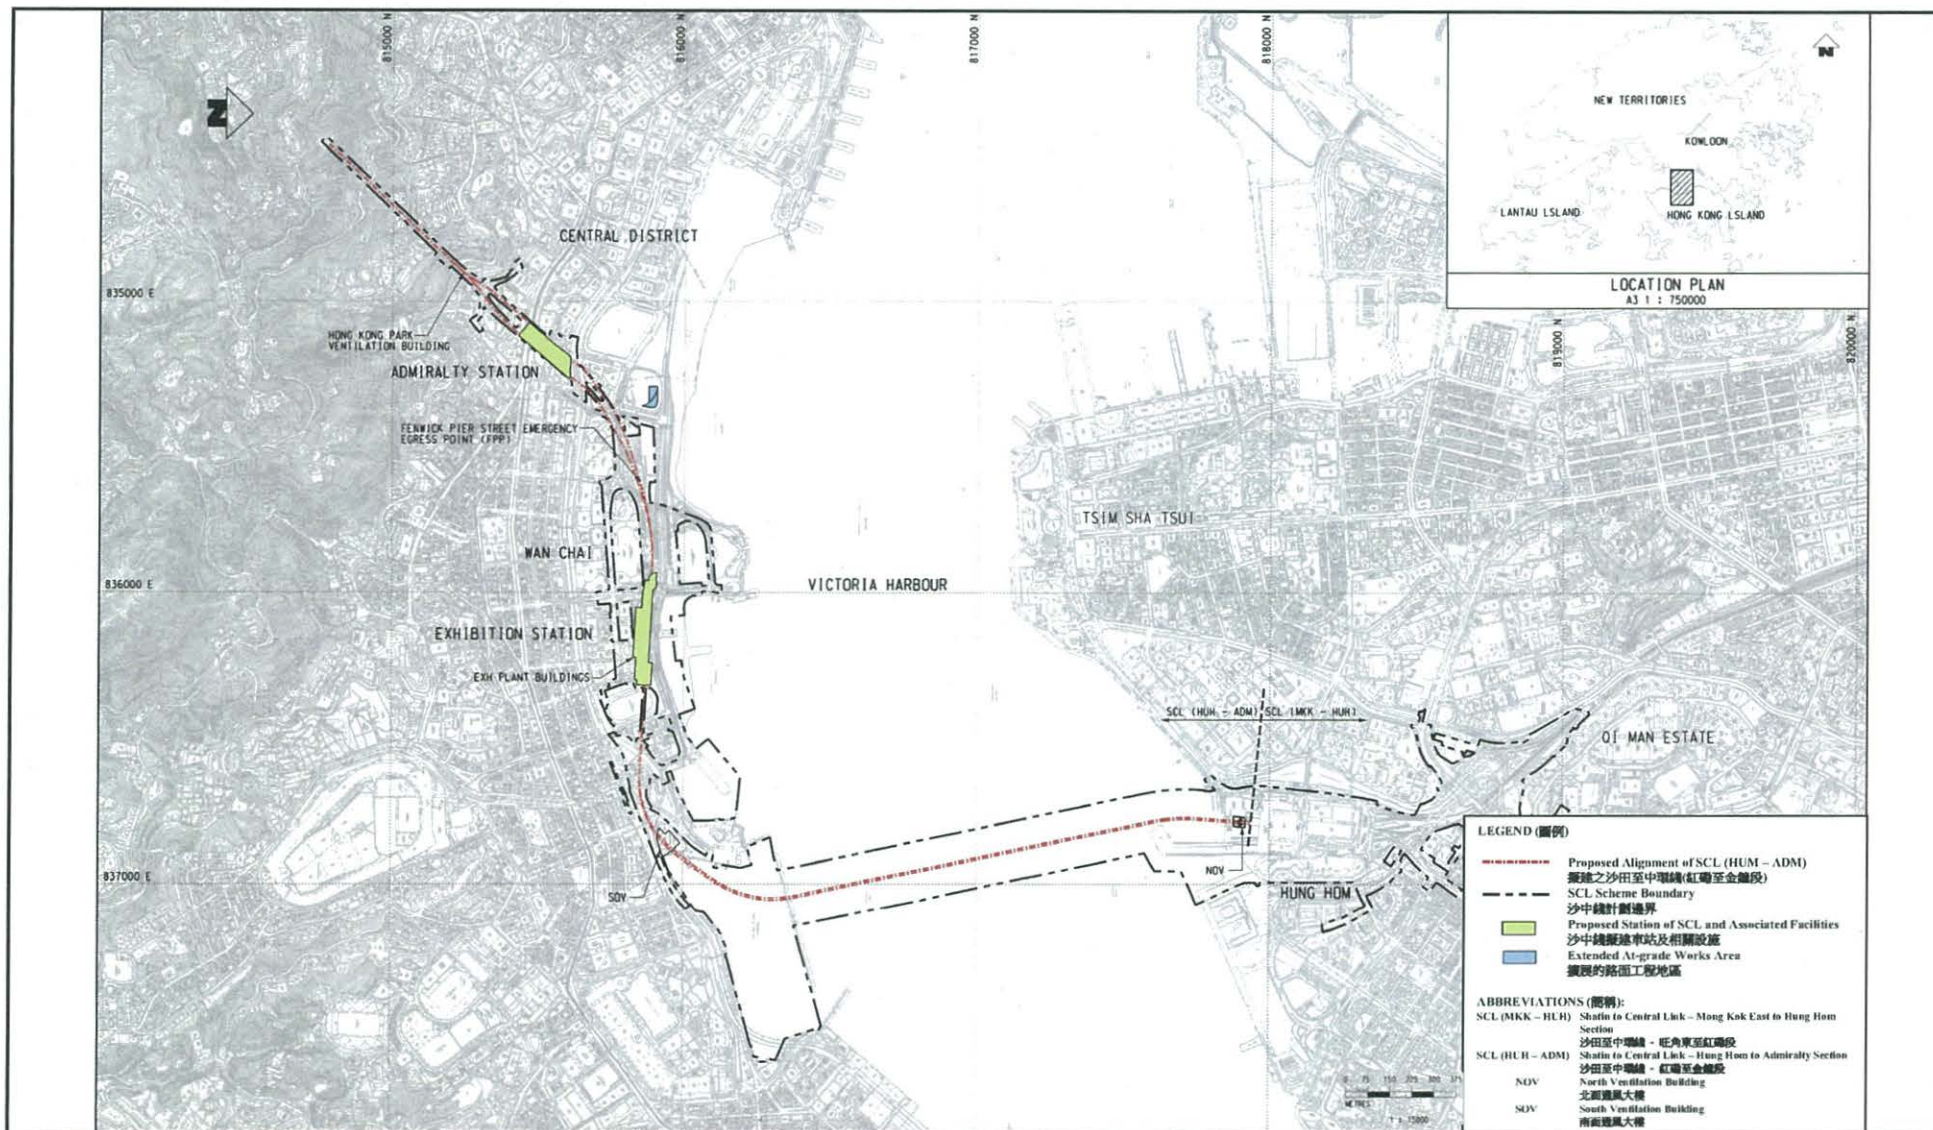 815000 N
816000 N
817000 N
818000 N
819000 N
820000 N
N
N
NEW TERRITORIES
KOWLOON
LANTAU LSLAND
HONG KONG LSLAND
LOCATION PLAN
A3 1 : 750000
CENTRAL DISTRICT
835000 E
HONG KONG PARK
VENTILATION BUILDING
ADMIRALTY STATION
FENWICK PIER STREET EMERGENCY
EGRESS POINT (FPP)
TSIM SHA TSUI
WAN CHAI
836000 E
VICTORIA HARBOUR
EXHIBITION STATION
EXH PLANT BUILDINGS
SCL (HUH - ADM)
SCL (MKK - HUH)
OI MAN ESTATE
837000 E
SOV
NOV
HUNG HOM
LEGEND (圖例)
Proposed Alignment of SCL (HUM – ADM)
擬建之沙田至中環綫(紅磡至金鐘段)
SCL Scheme Boundary
沙中綫計劃邊界
Proposed Station of SCL and Associated Facilities
沙中綫擬建車站及相關設施
Extended At-grade Works Area
擴展的路面工程地區
ABBREVIATIONS (簡稱):
SCL (MKK – HUH) Shatin to Central Link – Mong Kok East to Hung Hom
Section
沙田至中環綫 - 旺角東至紅磡段
SCL (HUH – ADM) Shatin to Central Link – Hung Hom to Admiralty Section
沙田至中環綫 - 紅磡至金鐘段
NOV North Ventilation Building
北面通風大樓
SOV South Ventilation Building
南面通風大樓
0 75 150 225 300 375
METRES
1 : 15000